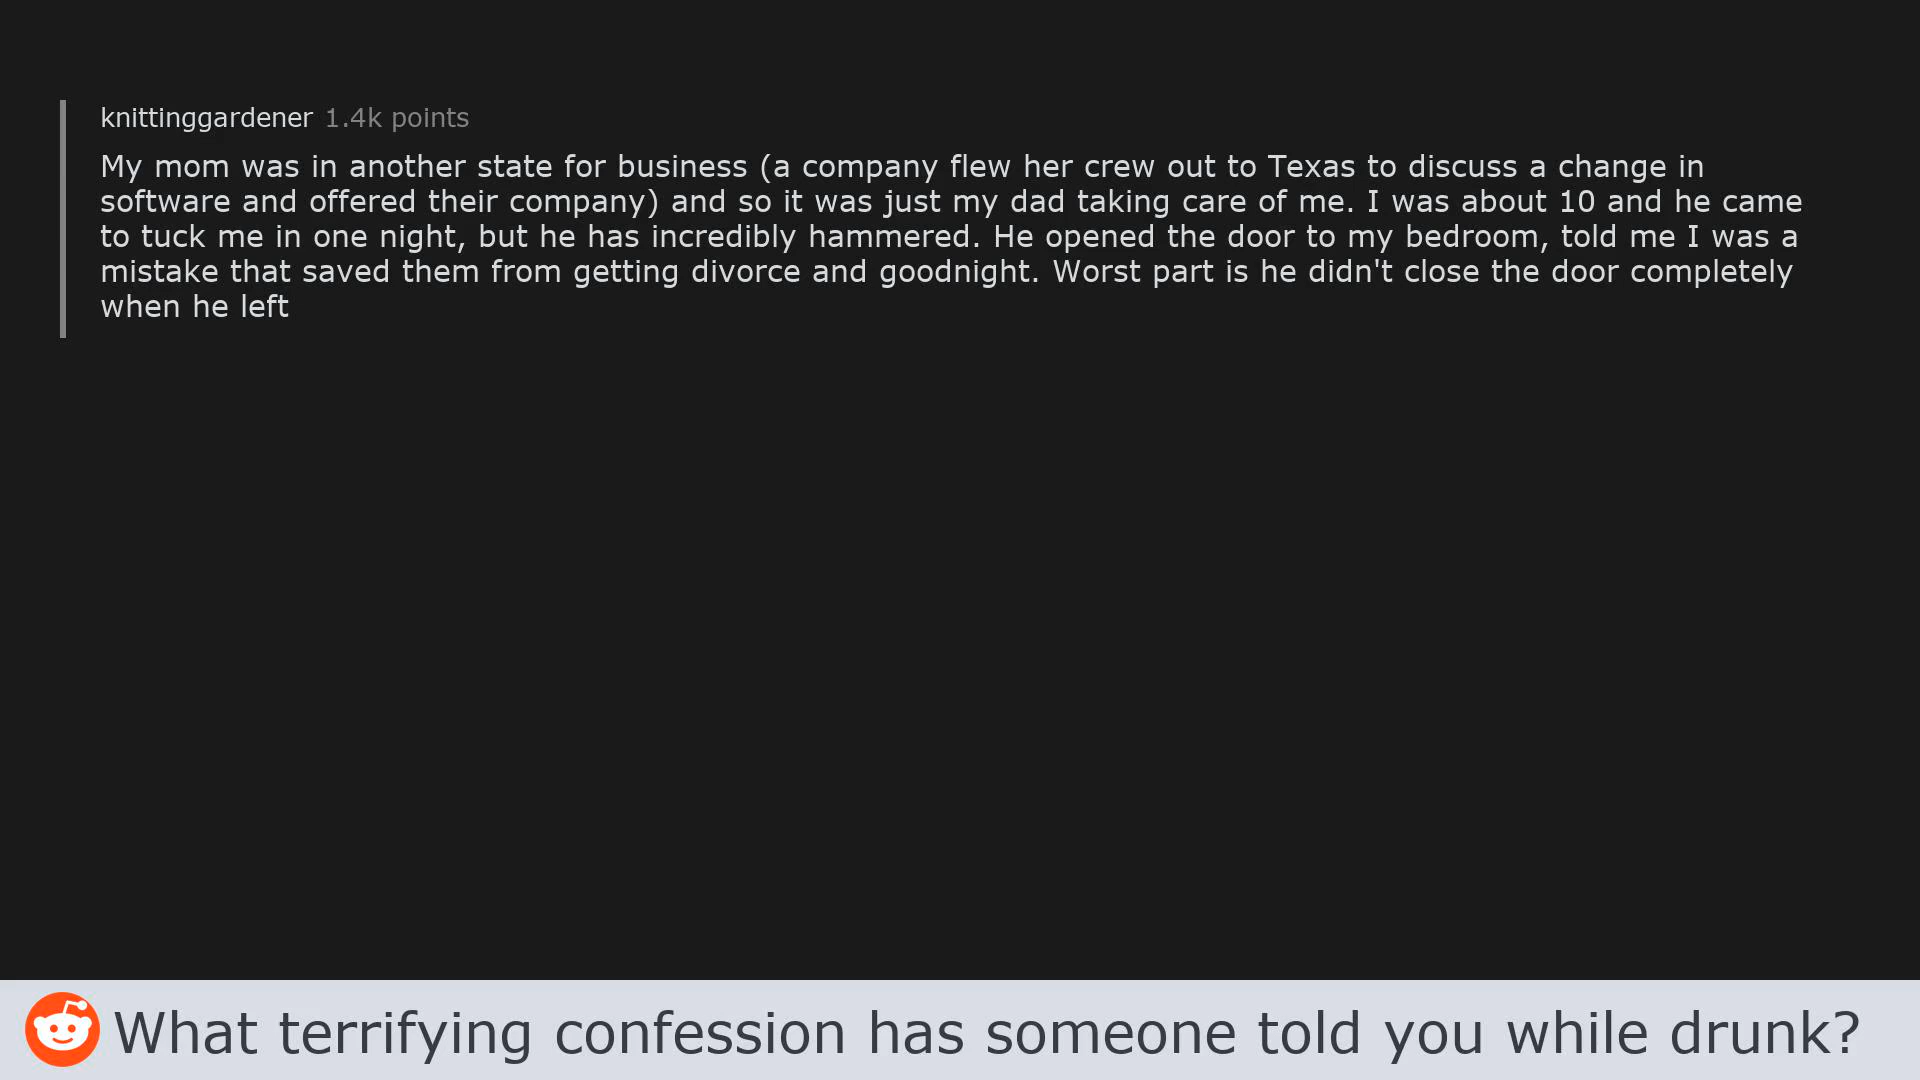 knittinggardener 1.4k points
My mom was in another state for business (a company flew her crew out to Texas to discuss a change in
software and offered their company) and so it was just my dad taking care of me. I was about 10 and he came
to tuck me in one night, but he has incredibly hammered. He opened the door to my bedroom, told me I was a
mistake that saved them from getting divorce and goodnight. Worst part is he didn't close the door completely
when he left
What terrifying confession has someone told you while drunk?